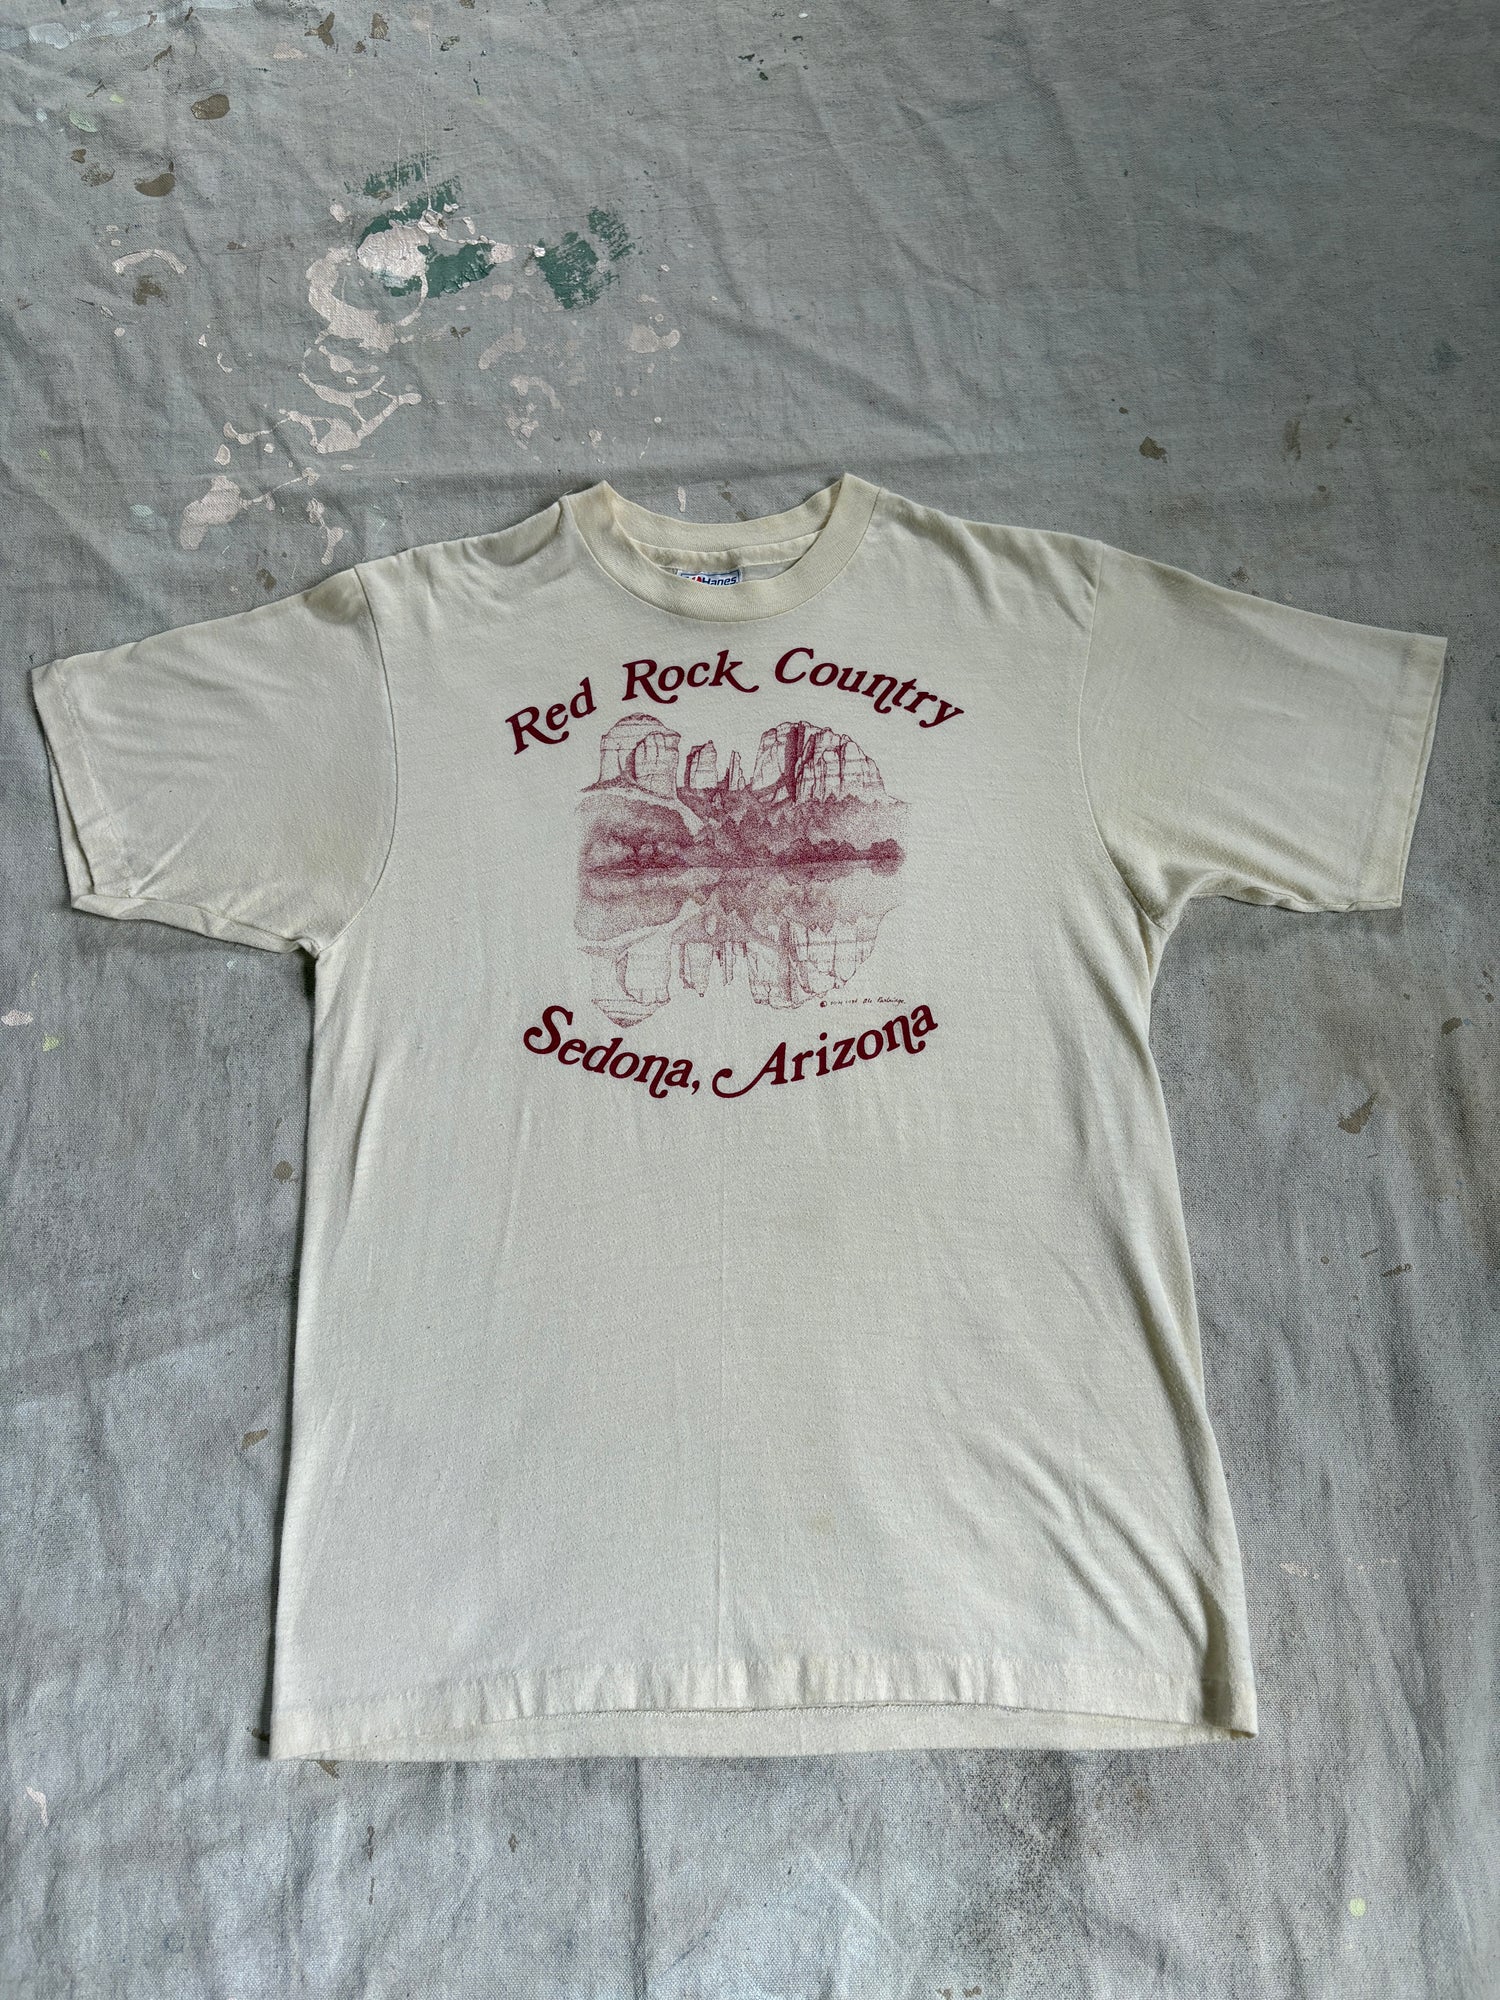 Hanes
Red Rock Country
Sedona, Arizona